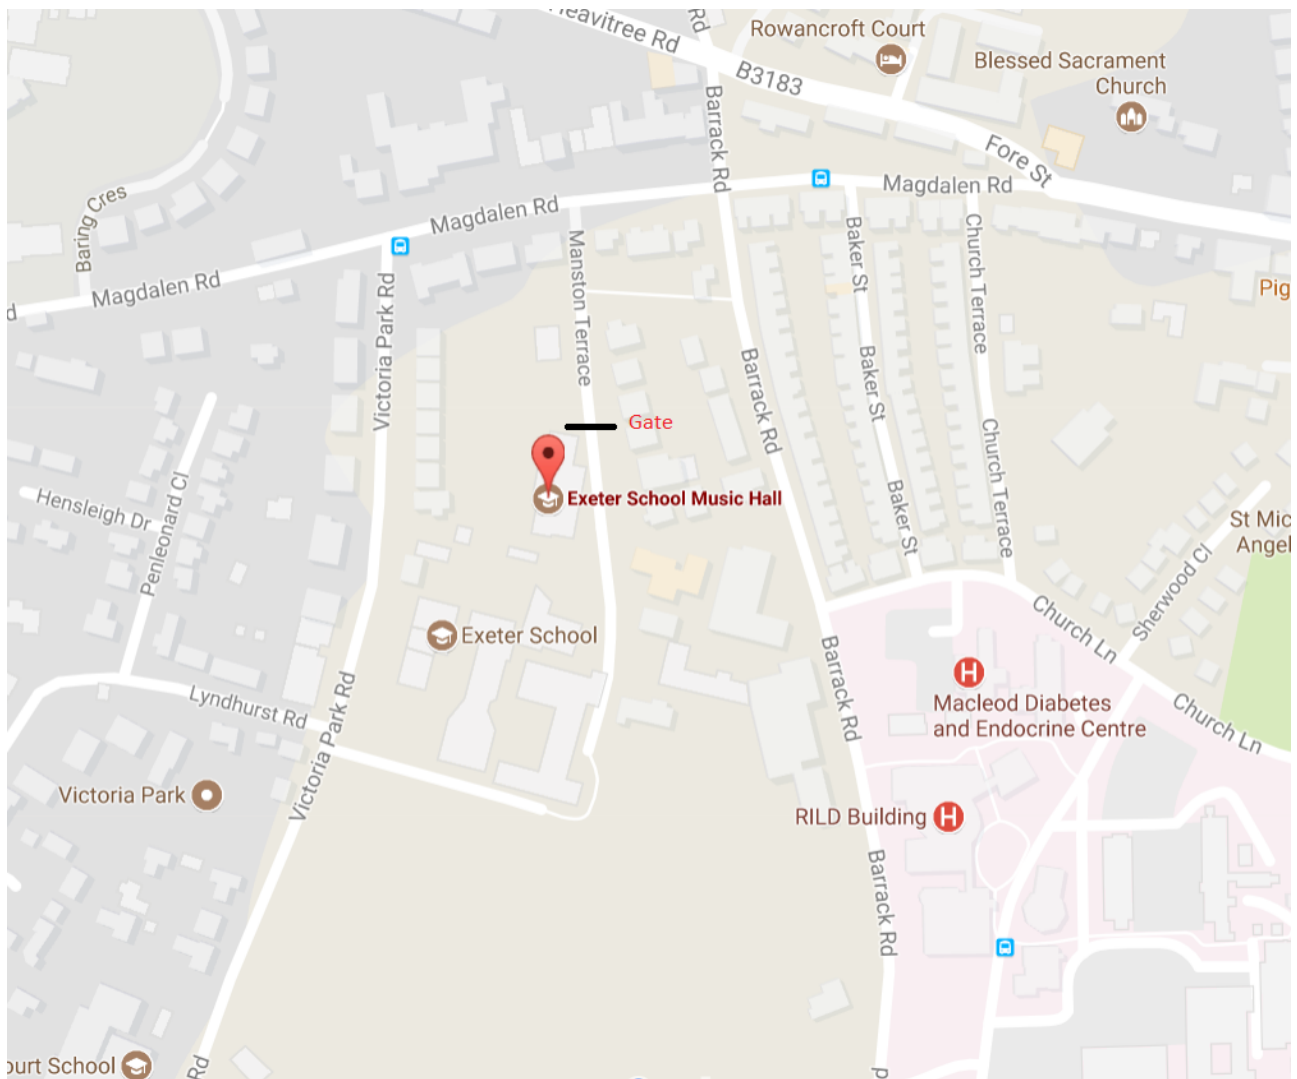 Heavitree Rd
Rd
Rowancroft Court
B3183
Blessed Sacrament
Church
Barrack Rd
Fore St
Magdalen Rd
Baring Cres
Magdalen Rd
Manston Terrace
Baker St
Church Terrace
Magdalen Rd
d
Victoria Park Rd
Pig
Barrack Rd
Baker St
Gate
Church Terrace
Exeter School Music Hall
Hensleigh Dr
Penleonard Cl
Baker St
St Mic
Angel
Sherwood Cl
Exeter School
Church Ln
Barrack Rd
Macleod Diabetes
and Endocrine Centre
Church Ln
Lyndhurst Rd
Victoria Park Rd
Victoria Park
RILD Building
Barrack Rd
ourt School
Rd